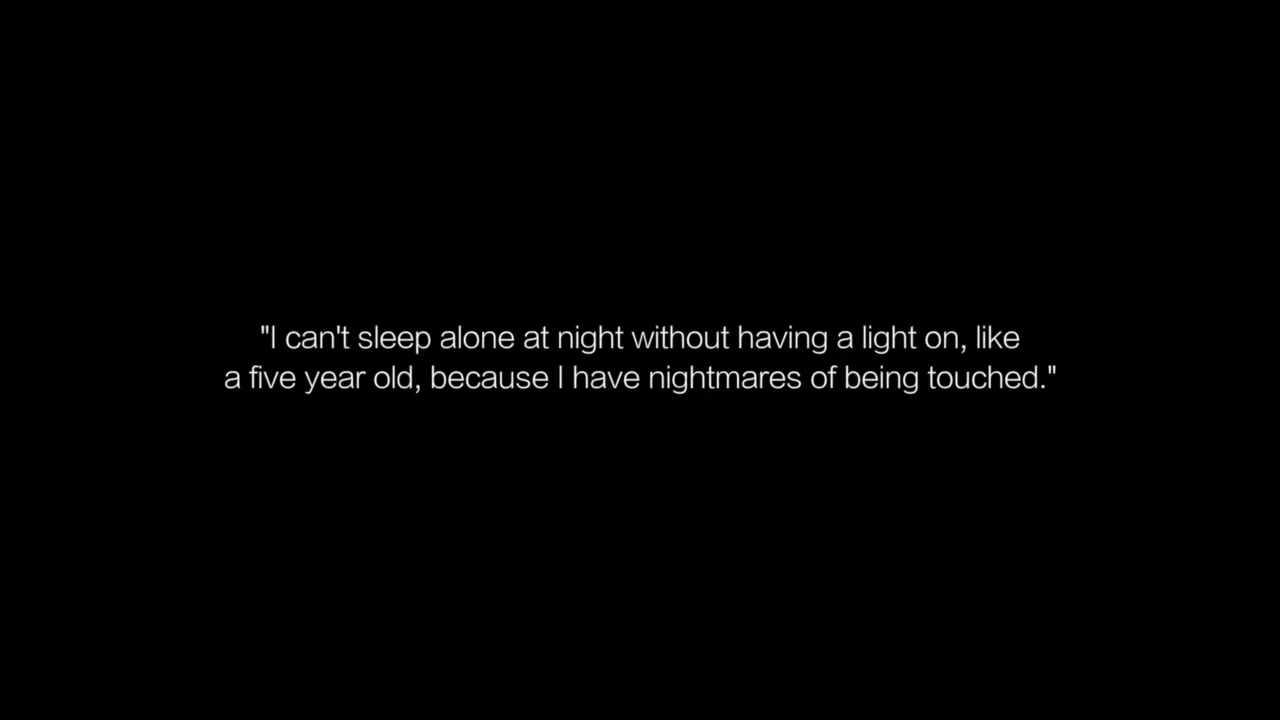 "I can't sleep alone at night without having a light on, like
a five year old, because I have nightmares of being touched."